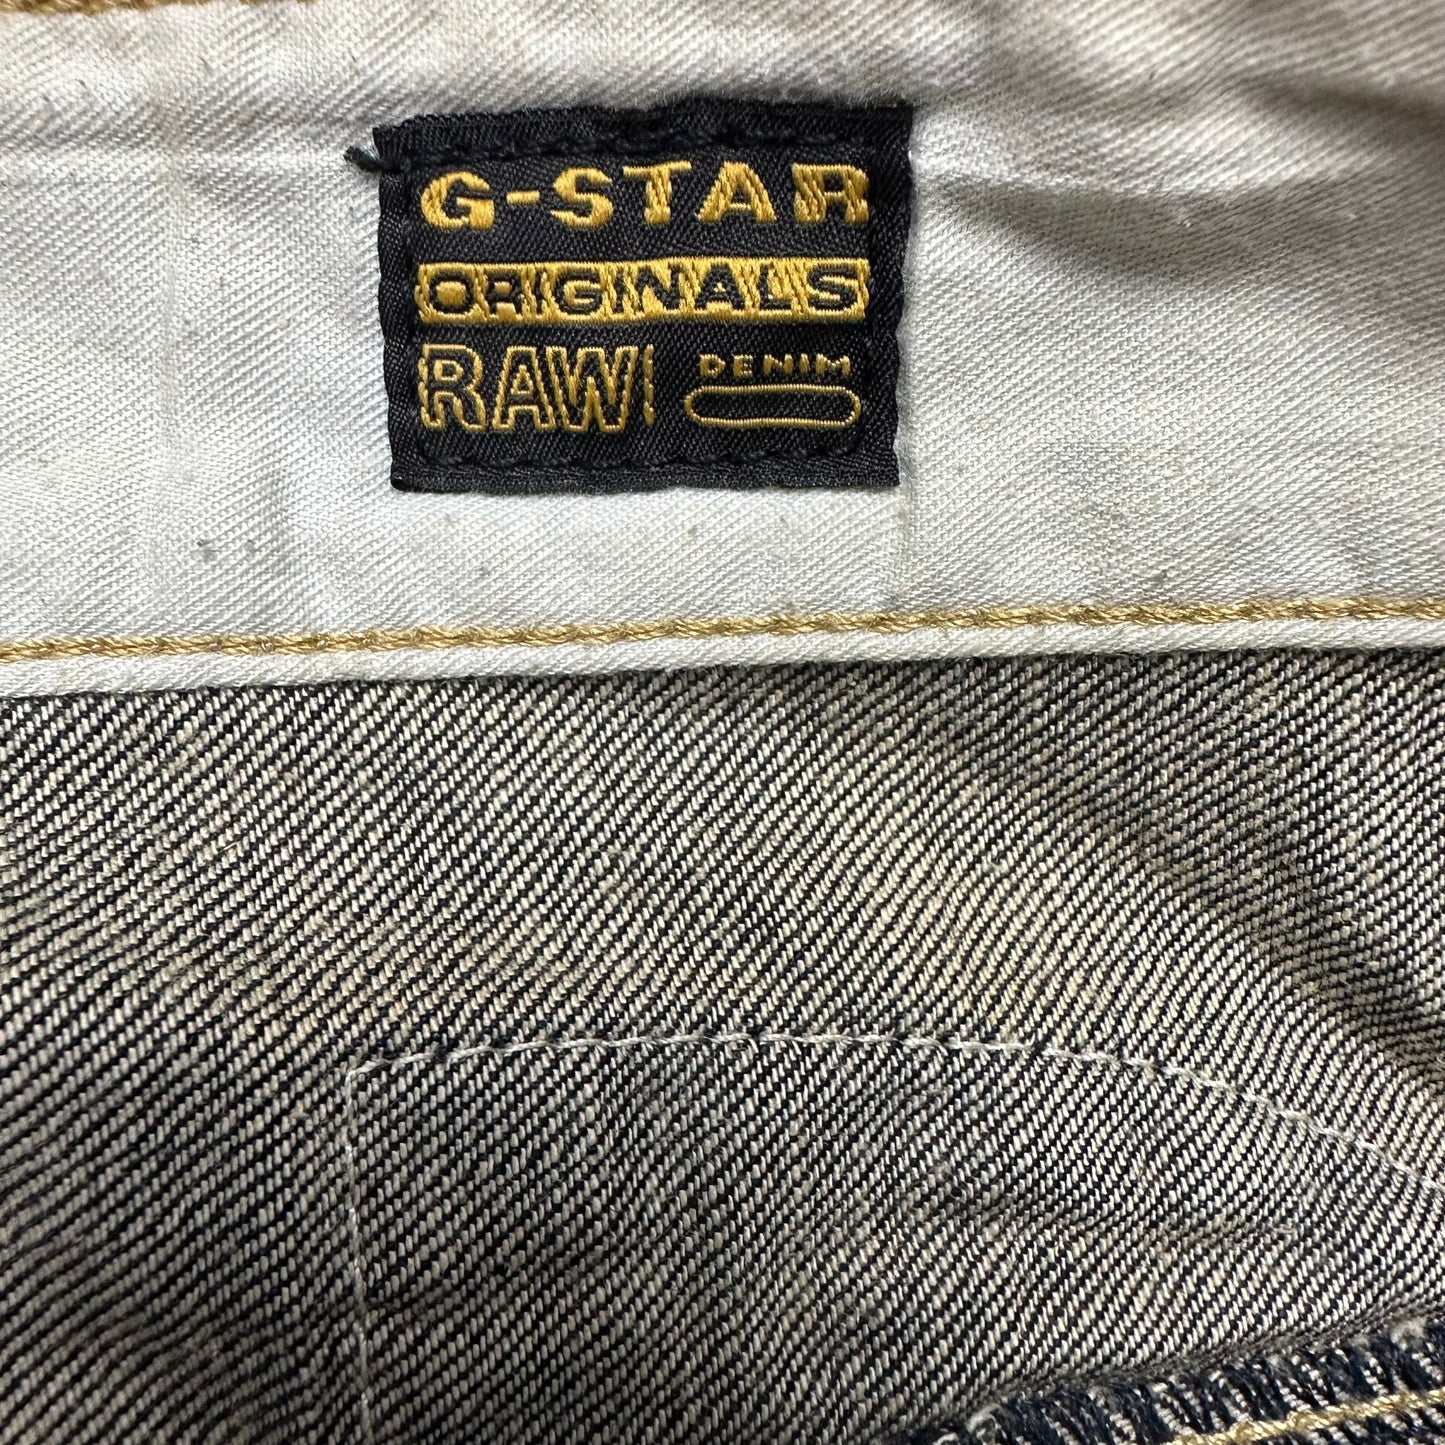 G-STAR
ORIGINALS
RAW DENIM